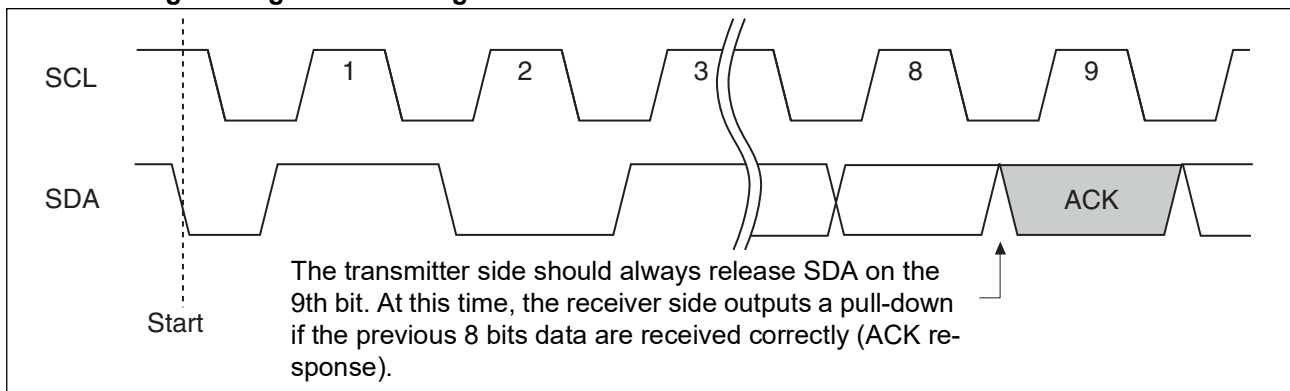 SCL
1
2
3
8
9
SDA
ACK
The transmitter side should always release SDA on the
9th bit. At this time, the receiver side outputs a pull-down
if the previous 8 bits data are received correctly (ACK re-
sponse).
Start